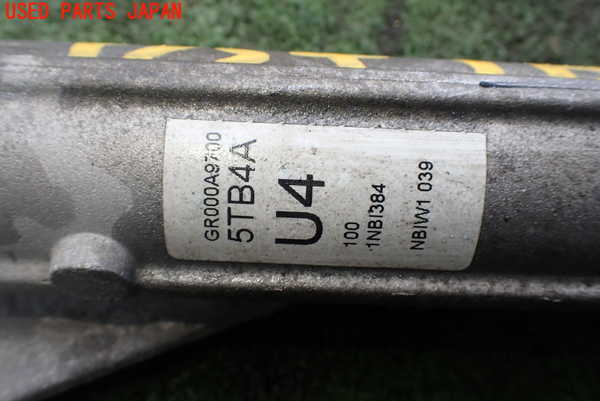 USED PARTS JAPAN
GR000A9700
5TB4A
U4
100
1NBI384
NBIW1 039